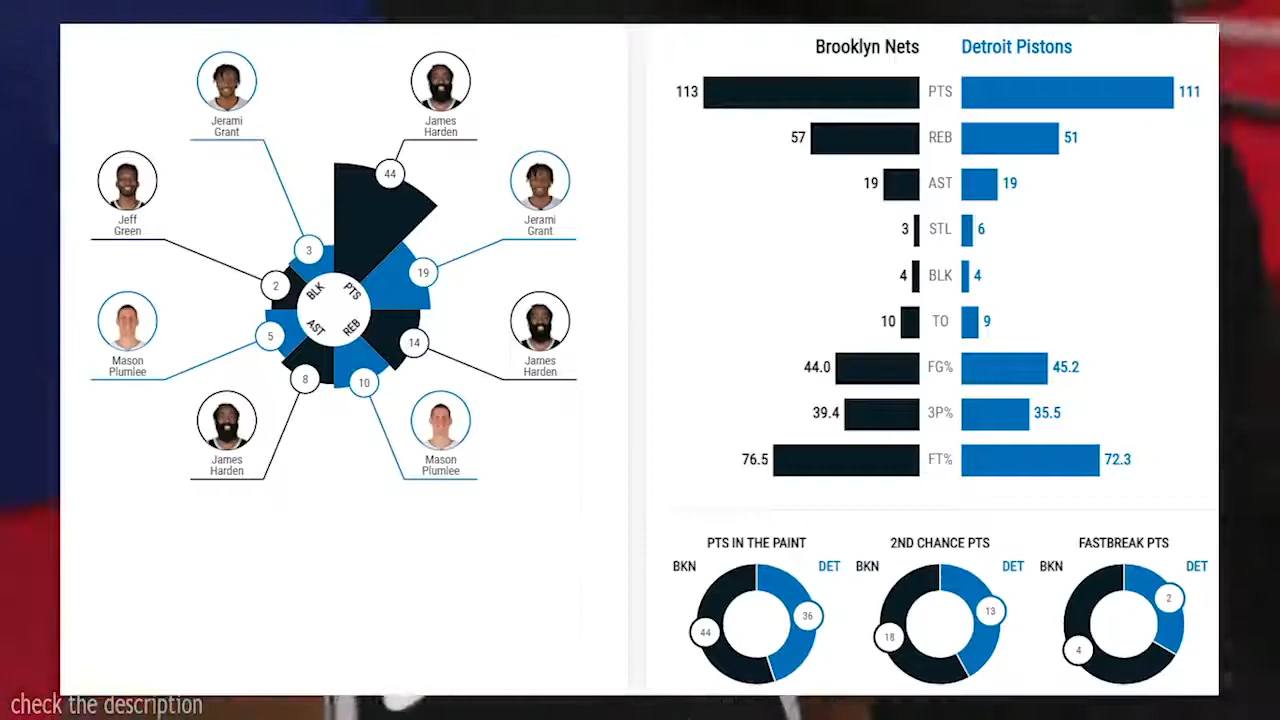 Jerami
Grant
James
Harden
44
Jeff
Green
Jerami
Grant
3
19
2
BLK
PTS
AST
REB
Mason
Plumlee
5
14
James
Harden
8
10
James
Harden
Mason
Plumlee
Brooklyn Nets Detroit Pistons
113 PTS 111
57 REB 51
19 AST 19
3 STL 6
4 BLK 4
10 TO 9
44.0 FG% 45.2
39.4 3P% 35.5
76.5 FT% 72.3
PTS IN THE PAINT
BKN DET
36
44
2ND CHANCE PTS
BKN DET
13
18
FASTBREAK PTS
BKN DET
2
4
check the description